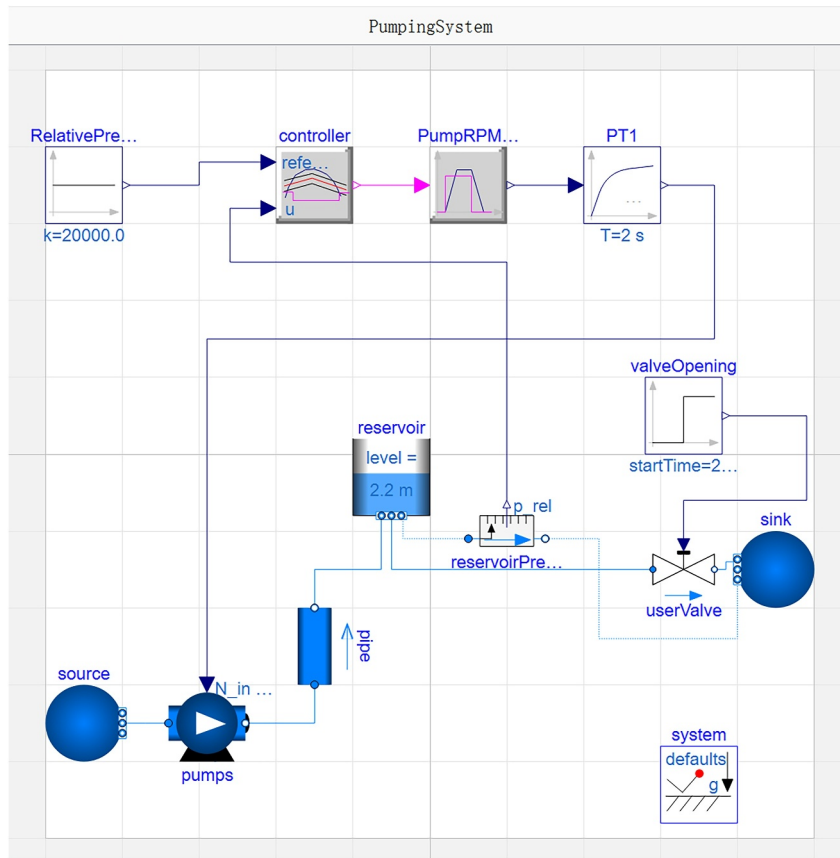 PumpingSystem
RelativePre...
controller
PumpRPM...
PT1
refe...
u
...
k=20000.0
T=2 s
valveOpening
reservoir
level =
2.2 m
startTime=2...
p_rel
sink
reservoirPre...
userValve
pipe
source
N_in ...
system
defaults
g
pumps